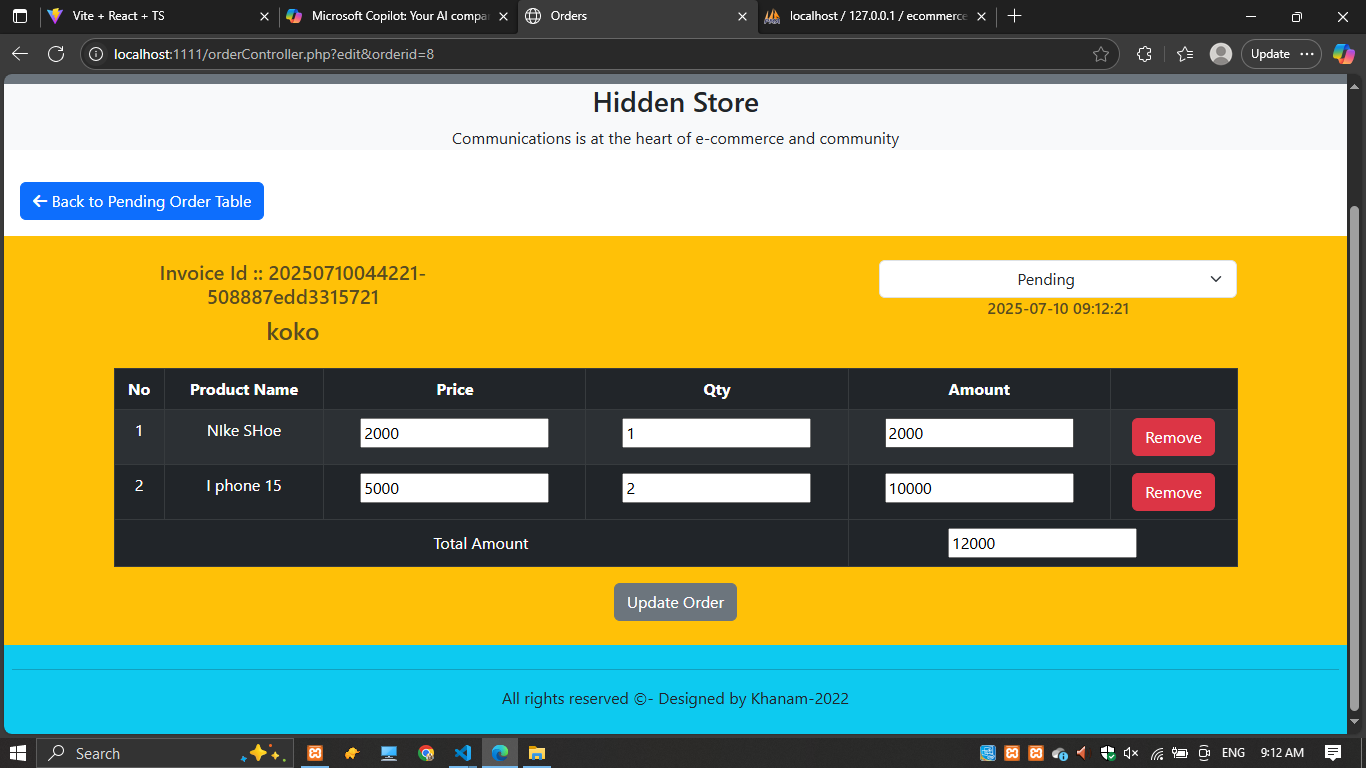 Vite + React + TS
Microsoft Copilot: Your AI compa
Orders
localhost / 127.0.0.1 / ecommerce
localhost:1111/orderController.php?edit&orderid=8
Update
Hidden Store
Communications is at the heart of e-commerce and community
Back to Pending Order Table
Invoice Id :: 20250710044221-
508887edd3315721
koko
Pending
2025-07-10 09:12:21
No Product Name Price Qty Amount
1 NIke SHoe 2000 1 2000 Remove
2 I phone 15 5000 2 10000 Remove
Total Amount 12000
Update Order
All rights reserved ©- Designed by Khanam-2022
Search
ENG
9:12 AM